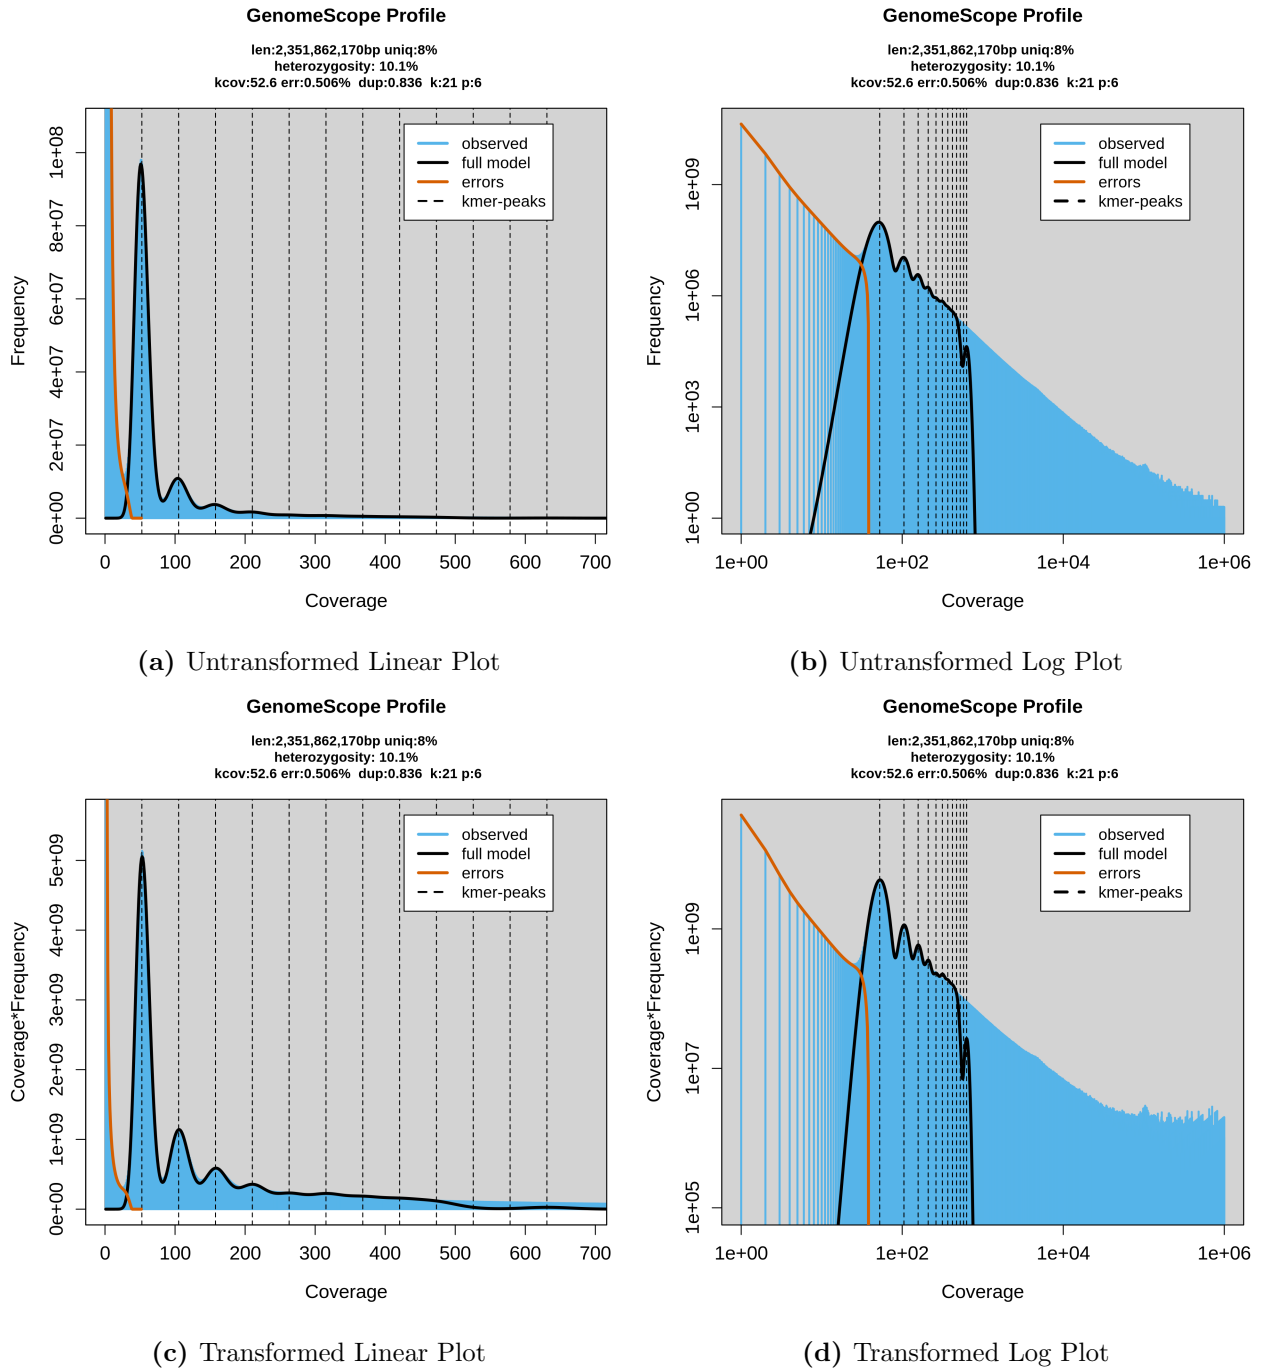 GenomeScope Profile
len:2,351,862,170bp uniq:8%
heterozygosity: 10.1%
kcov:52.6 err:0.506%  dup:0.836  k:21 p:6
observed
full model
errors
kmer-peaks
Frequency
0e+00 2e+07 4e+07 6e+07 8e+07 1e+08
0 100 200 300 400 500 600 700
Coverage
(a) Untransformed Linear Plot
GenomeScope Profile
len:2,351,862,170bp uniq:8%
heterozygosity: 10.1%
kcov:52.6 err:0.506%  dup:0.836  k:21 p:6
observed
full model
errors
kmer-peaks
Frequency
1e+00 1e+03 1e+06 1e+09
1e+00 1e+02 1e+04 1e+06
Coverage
(b) Untransformed Log Plot
GenomeScope Profile
len:2,351,862,170bp uniq:8%
heterozygosity: 10.1%
kcov:52.6 err:0.506%  dup:0.836  k:21 p:6
observed
full model
errors
kmer-peaks
Coverage*Frequency
0e+00 1e+09 2e+09 3e+09 4e+09 5e+09
0 100 200 300 400 500 600 700
Coverage
(c) Transformed Linear Plot
GenomeScope Profile
len:2,351,862,170bp uniq:8%
heterozygosity: 10.1%
kcov:52.6 err:0.506%  dup:0.836  k:21 p:6
observed
full model
errors
kmer-peaks
Coverage*Frequency
1e+05 1e+07 1e+09
1e+00 1e+02 1e+04 1e+06
Coverage
(d) Transformed Log Plot